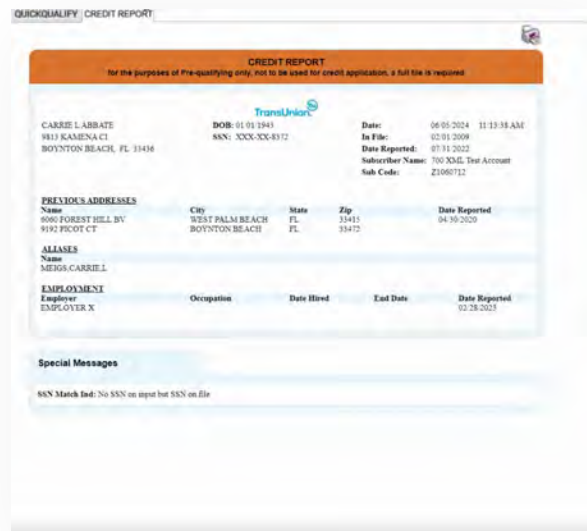 QUICKQUALIFY CREDIT REPORT
CREDIT REPORT
for the purposes of Pre-qualifying only, not to be used for credit application, a full file is required
TransUnion
CARRIE L ABBATE DOB: 01/01/1943 Date: 06/05/2024 11:13:38 AM
9813 KAMENA CT SSN: XXX-XX-8372 In File: 02/01/2009
BOYNTON BEACH, FL 33436 Date Reported: 07/31/2022
Subscriber Name: 700 XML Test Account
Sub Code: Z1060712
PREVIOUS ADDRESSES
Name City State Zip Date Reported
6060 FOREST HILL BV WEST PALM BEACH FL 33415 04/30/2020
9192 PICOT CT BOYNTON BEACH FL 33472
ALIASES
Name
MEIGS,CARRIE,L
EMPLOYMENT
Employer Occupation Date Hired End Date Date Reported
EMPLOYER X 02/28/2023
Special Messages
SSN Match Ind: No SSN on input but SSN on file